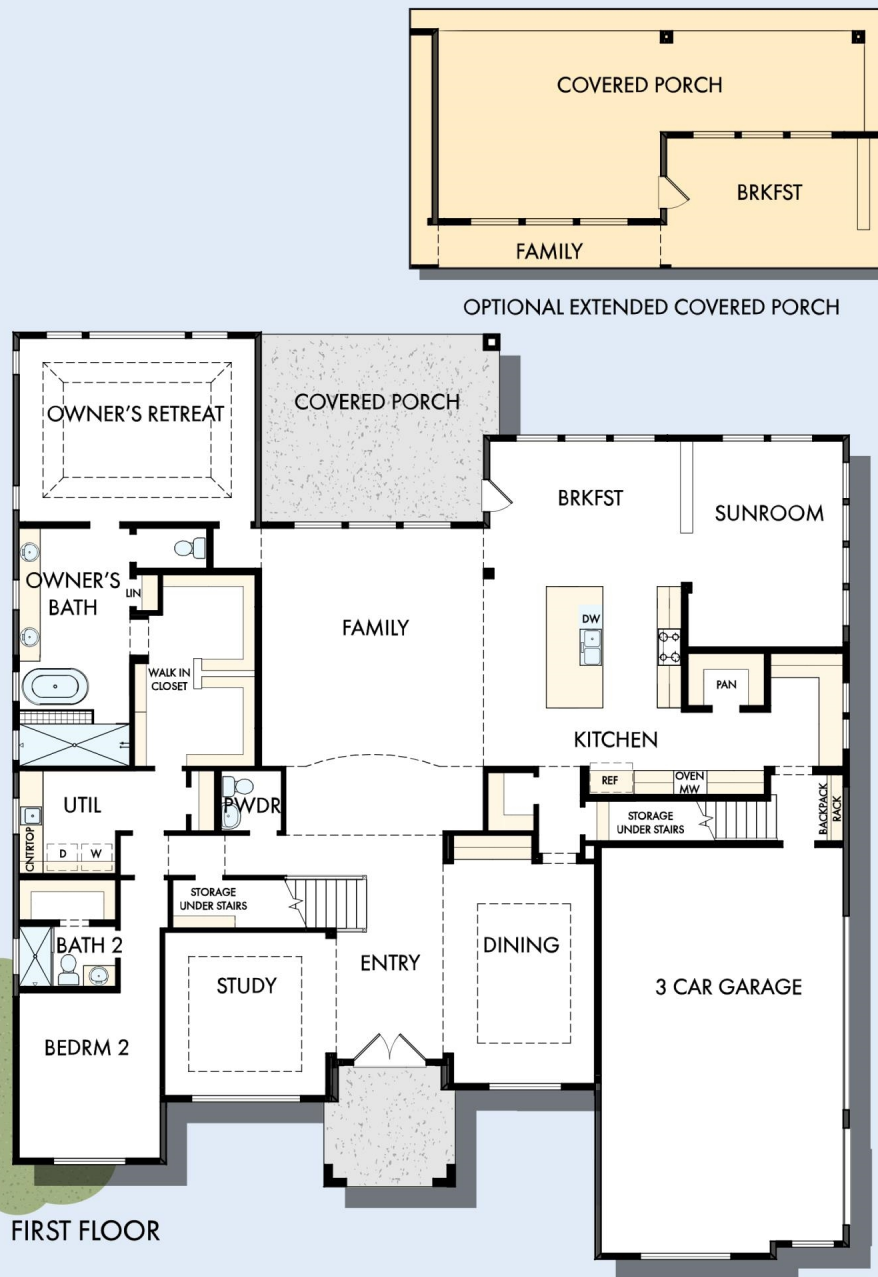 COVERED PORCH
BRKFST
FAMILY
OPTIONAL EXTENDED COVERED PORCH
OWNER'S RETREAT
COVERED PORCH
BRKFST
SUNROOM
OWNER'S
BATH
LIN
FAMILY
DW
WALK IN
CLOSET
PAN
KITCHEN
REF
OVEN
MW
UTIL
PWDR
CNTRTOP
D
W
STORAGE
UNDER STAIRS
BACKPACK
RACK
STORAGE
UNDER STAIRS
BATH 2
STUDY
ENTRY
DINING
3 CAR GARAGE
BEDRM 2
FIRST FLOOR